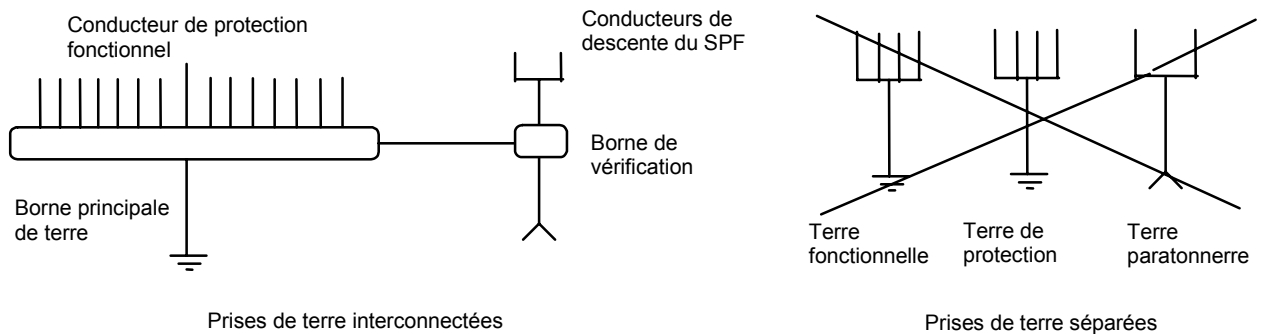 Conducteur de protection
fonctionnel
Conducteurs de
descente du SPF
Borne de
vérification
Borne principale
de terre
Prises de terre interconnectées
Terre
fonctionnelle
Terre de
protection
Terre
paratonnerre
Prises de terre séparées